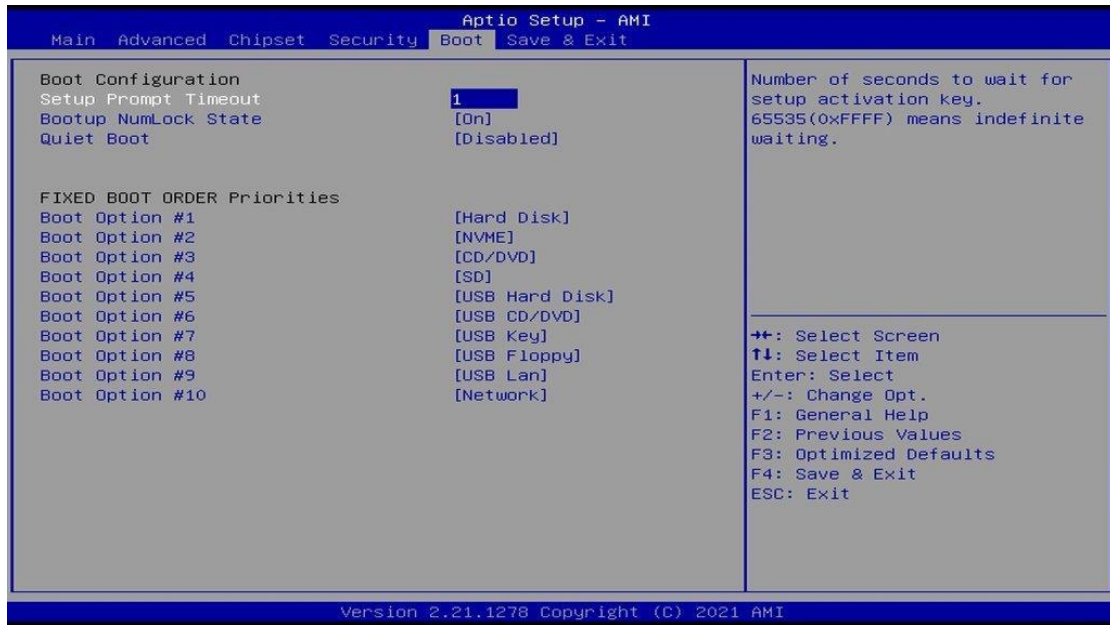 Aptio Setup – AMI
Main Advanced Chipset Security Boot Save & Exit
Boot Configuration
Setup Prompt Timeout 1
Bootup NumLock State [On]
Quiet Boot [Disabled]
FIXED BOOT ORDER Priorities
Boot Option #1 [Hard Disk]
Boot Option #2 [NVME]
Boot Option #3 [CD/DVD]
Boot Option #4 [SD]
Boot Option #5 [USB Hard Disk]
Boot Option #6 [USB CD/DVD]
Boot Option #7 [USB Key]
Boot Option #8 [USB Floppy]
Boot Option #9 [USB Lan]
Boot Option #10 [Network]
Number of seconds to wait for
setup activation key.
65535(0xFFFF) means indefinite
waiting.
→←: Select Screen
↑↓: Select Item
Enter: Select
+/-: Change Opt.
F1: General Help
F2: Previous Values
F3: Optimized Defaults
F4: Save & Exit
ESC: Exit
Version 2.21.1278 Copyright (C) 2021 AMI